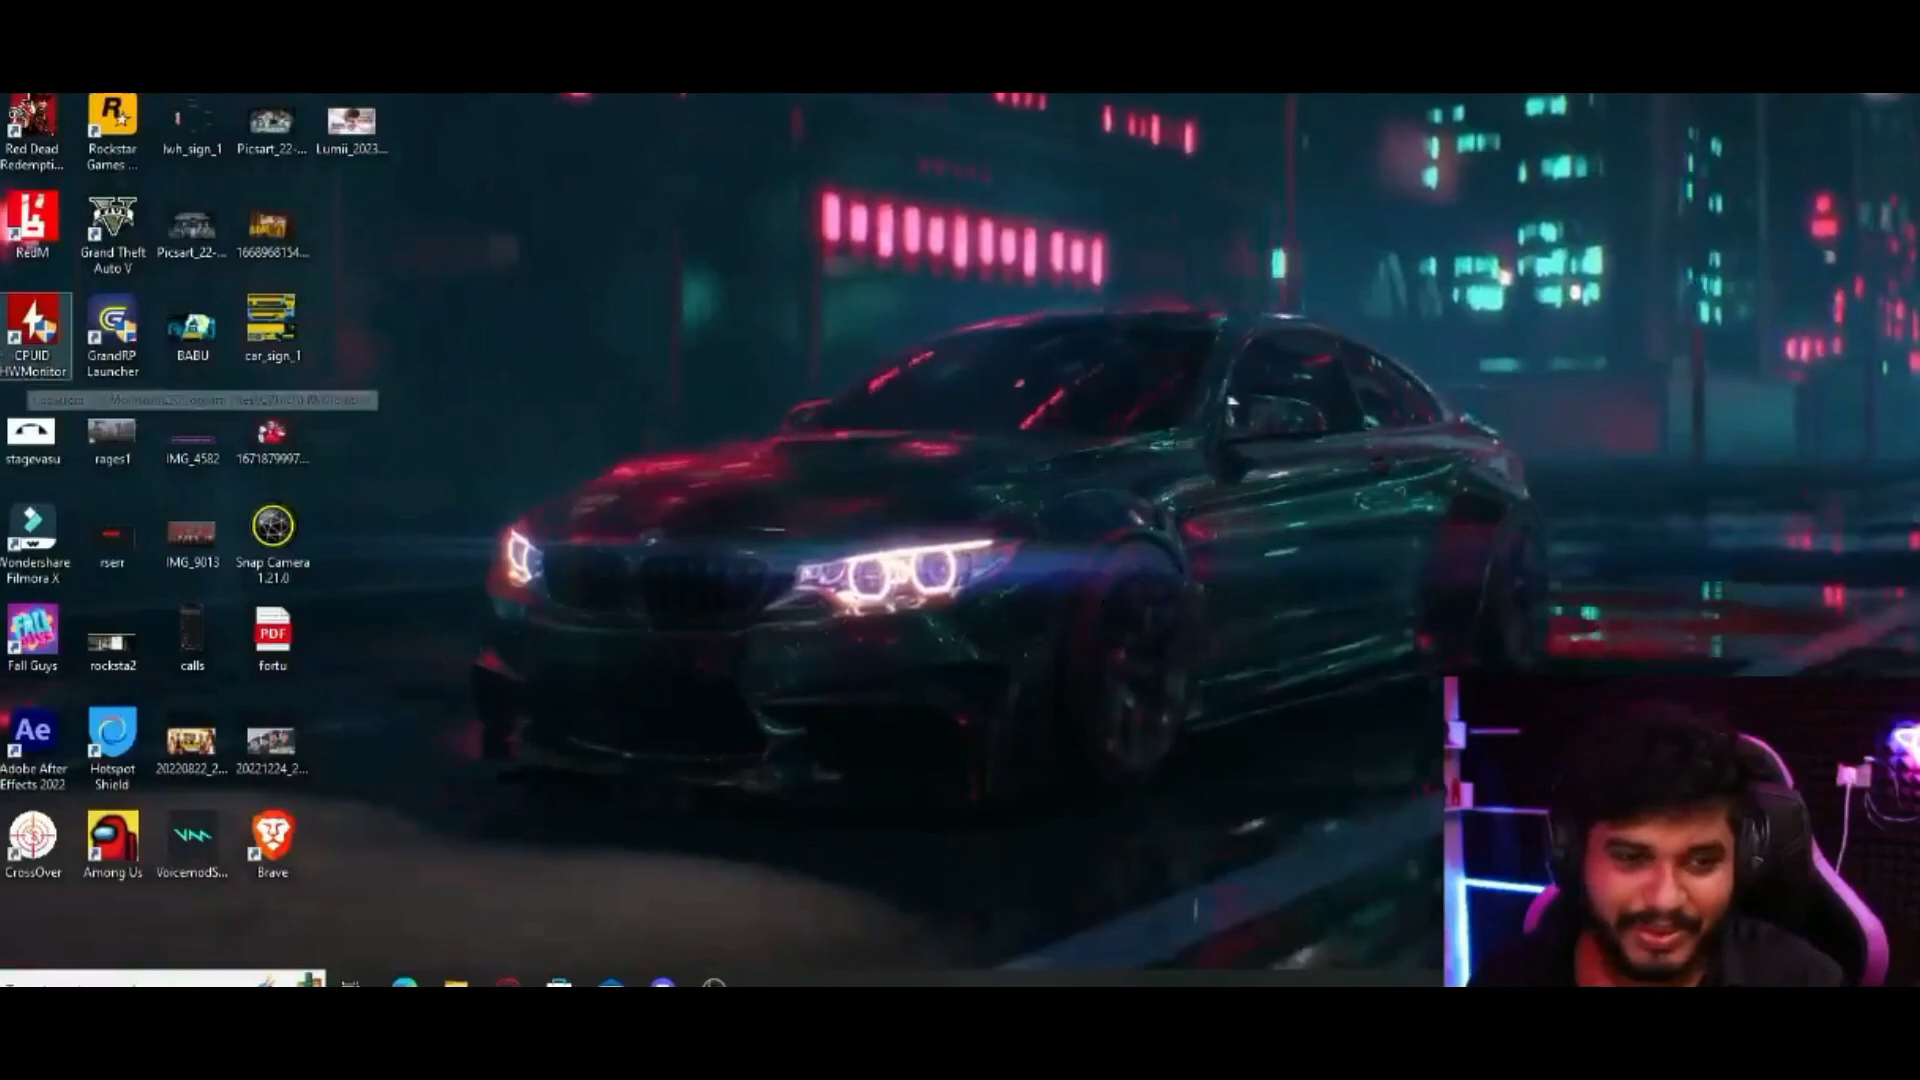 Red Dead
Redempti...
Rockstar
Games ...
lwh_sign_1
Picsart_22-...
Lumii_2023...
RedM
Grand Theft
Auto V
Picsart_22-...
1668968154...
CPUID
HWMonitor
GrandRP
Launcher
BABU
car_sign_1
stagevasu
rages1
IMG_4582
1671879997...
Wondershare
Filmora X
rserr
IMG_9013
Snap Camera
1.21.0
Fall Guys
rocksta2
calls
PDF
fortu
Ae
Adobe After
Effects 2022
Hotspot
Shield
20220822_2...
20221224_2...
CrossOver
Among Us
VoicemodS...
Brave